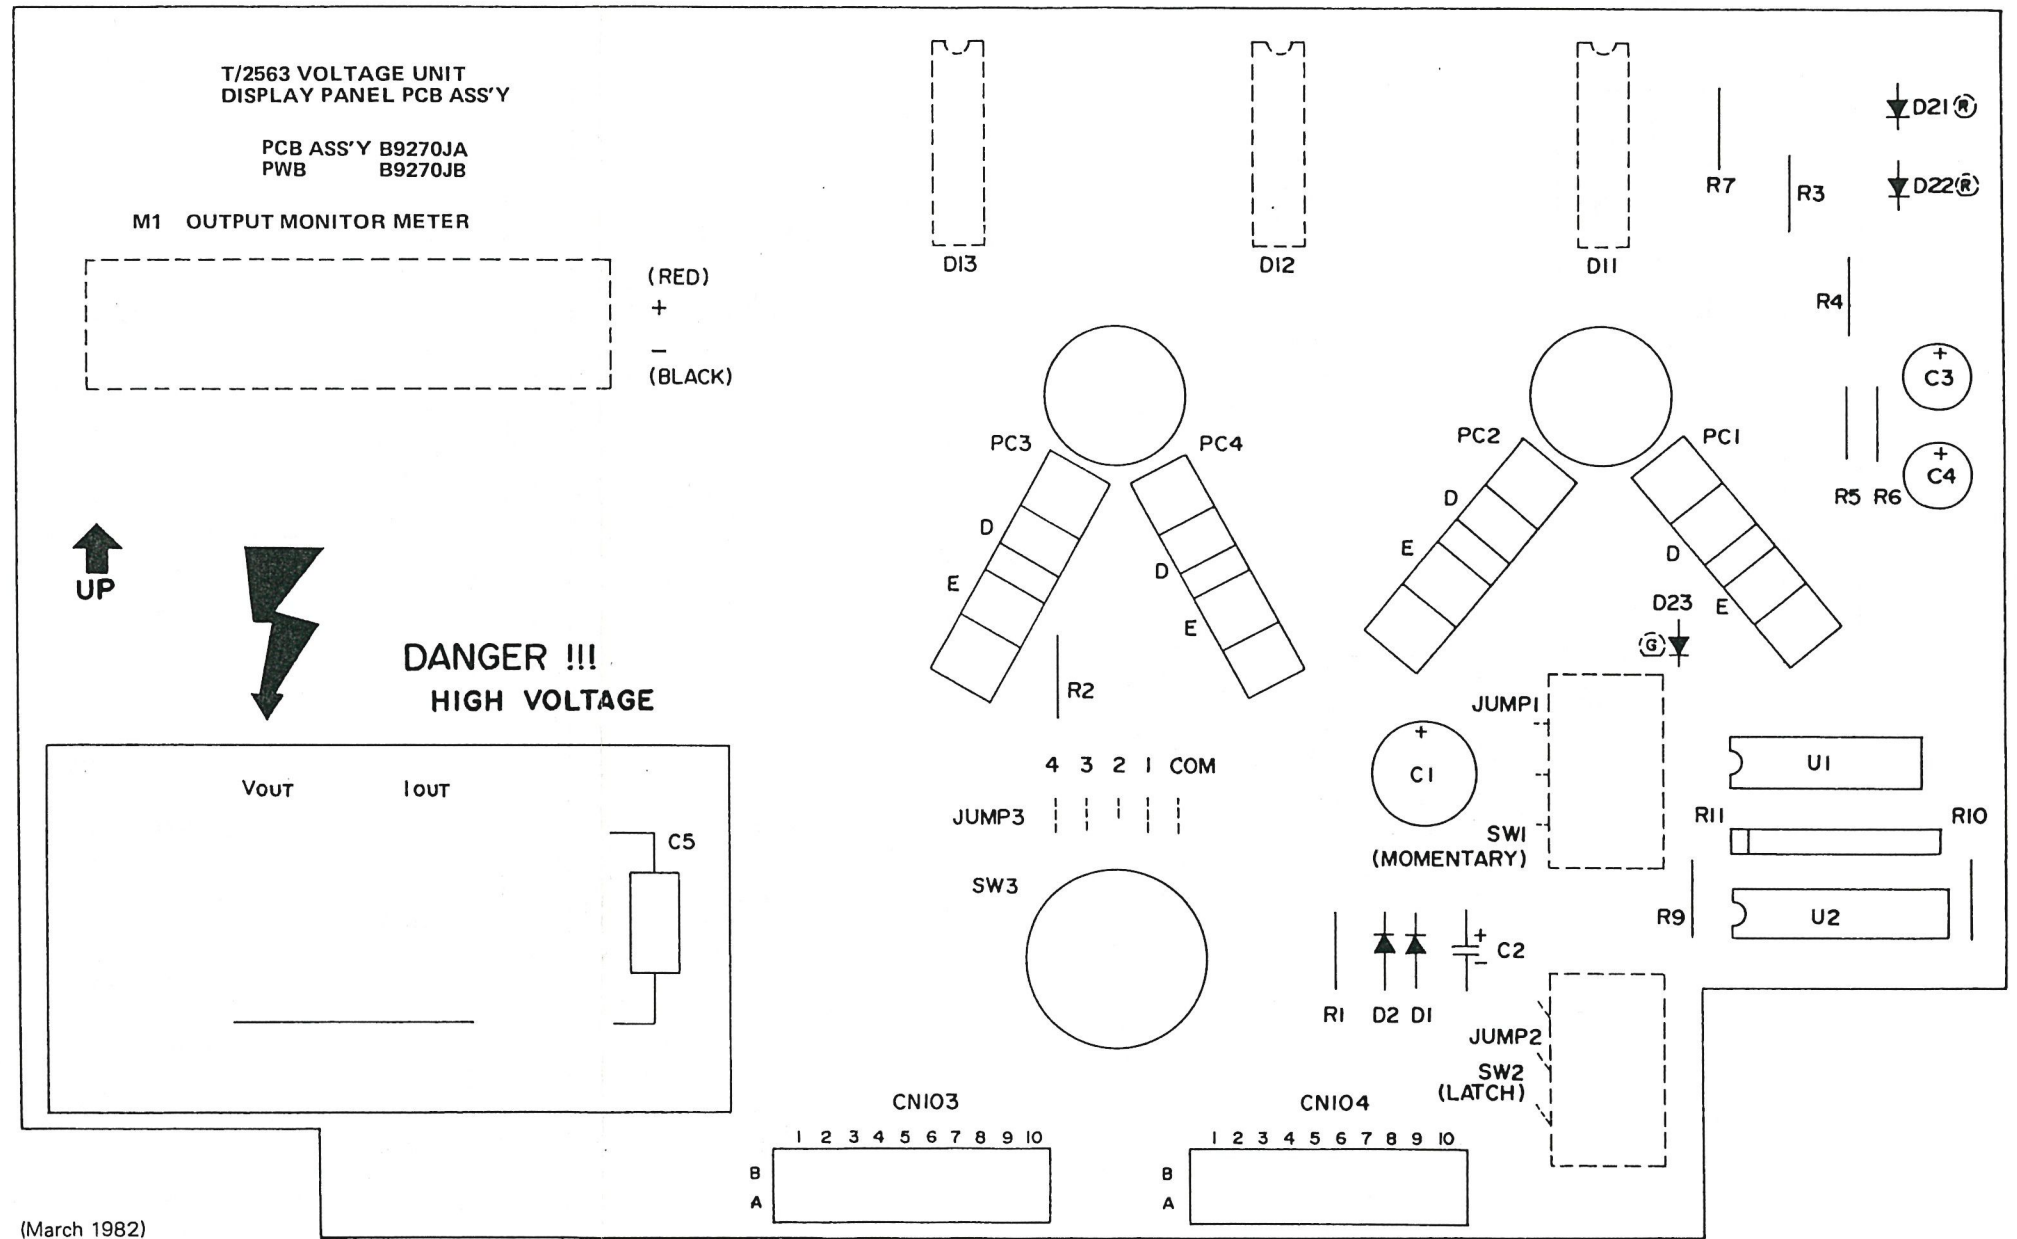 T/2563 VOLTAGE UNIT
DISPLAY PANEL PCB ASS'Y
PCB ASS'Y B9270JA
PWB B9270JB
M1 OUTPUT MONITOR METER
(RED)
+
−
(BLACK)
D13
D12
D11
R7
R3
D21 R
D22 R
R4
+
C3
+
C4
R5 R6
PC3
PC4
PC2
PC1
D
E
D
E
D
E
D
E
D23
G
UP
DANGER !!!
HIGH VOLTAGE
R2
JUMP1
+
C1
U1
4 3 2 1 COM
JUMP3
VOUT
IOUT
C5
SW1
(MOMENTARY)
R11
R10
SW3
R9
U2
+
−
C2
R1 D2 D1
JUMP2
SW2
(LATCH)
CN103
1 2 3 4 5 6 7 8 9 10
B
A
CN104
1 2 3 4 5 6 7 8 9 10
B
A
(March 1982)